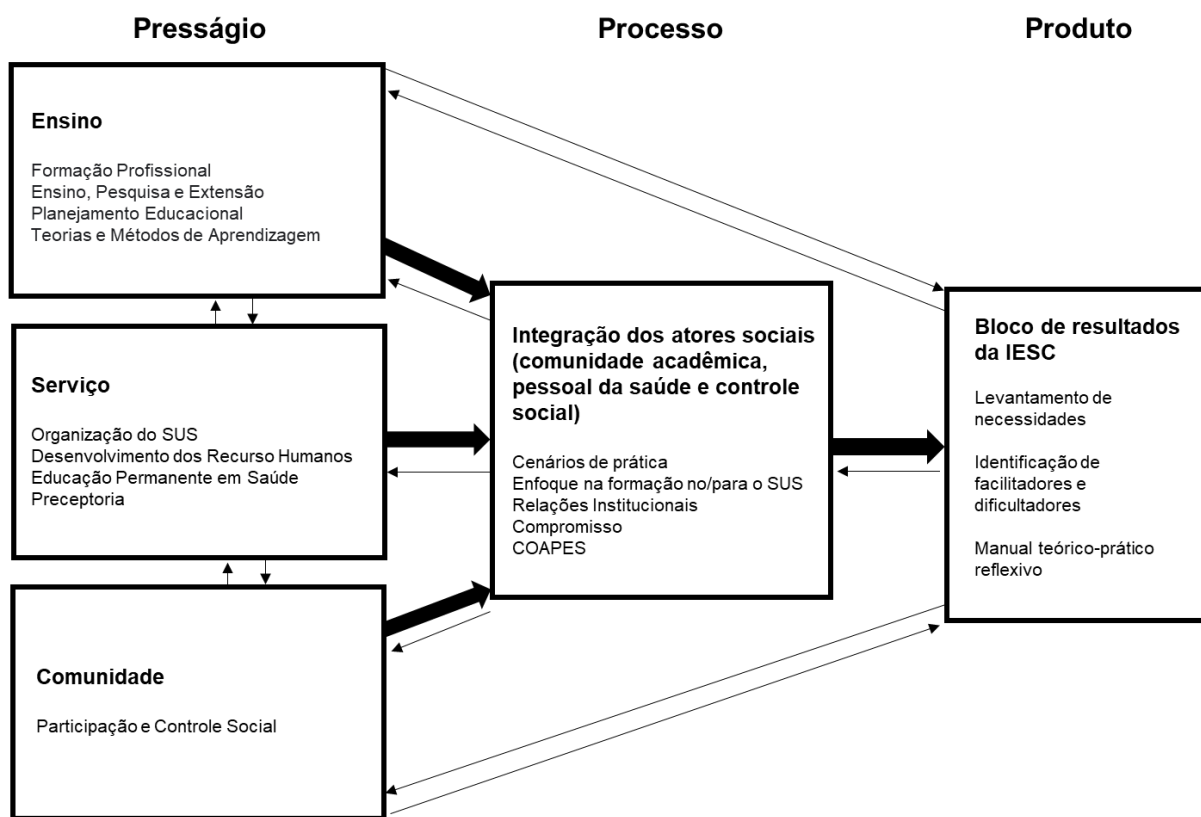 Presságio
Processo
Produto
Ensino
Formação Profissional
Ensino, Pesquisa e Extensão
Planejamento Educacional
Teorias e Métodos de Aprendizagem
Serviço
Organização do SUS
Desenvolvimento dos Recurso Humanos
Educação Permanente em Saúde
Preceptoria
Comunidade
Participação e Controle Social
Integração dos atores sociais
(comunidade acadêmica,
pessoal da saúde e controle
social)
Cenários de prática
Enfoque na formação no/para o SUS
Relações Institucionais
Compromisso
COAPES
Bloco de resultados
da IESC
Levantamento de
necessidades
Identificação de
facilitadores e
dificultadores
Manual teórico-prático
reflexivo